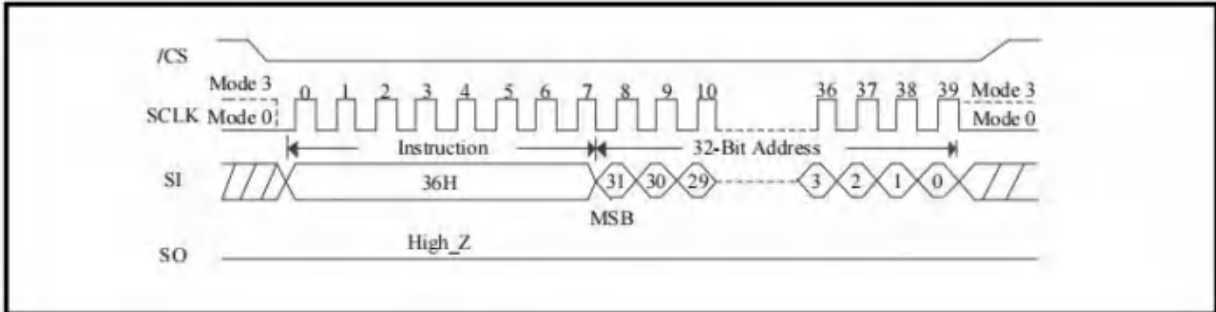 /CS
Mode 3 0 1 2 3 4 5 6 7 8 9 10 36 37 38 39 Mode 3
SCLK Mode 0 Mode 0
Instruction 32-Bit Address
SI 36H 31 30 29 3 2 1 0
MSB
High_Z
SO